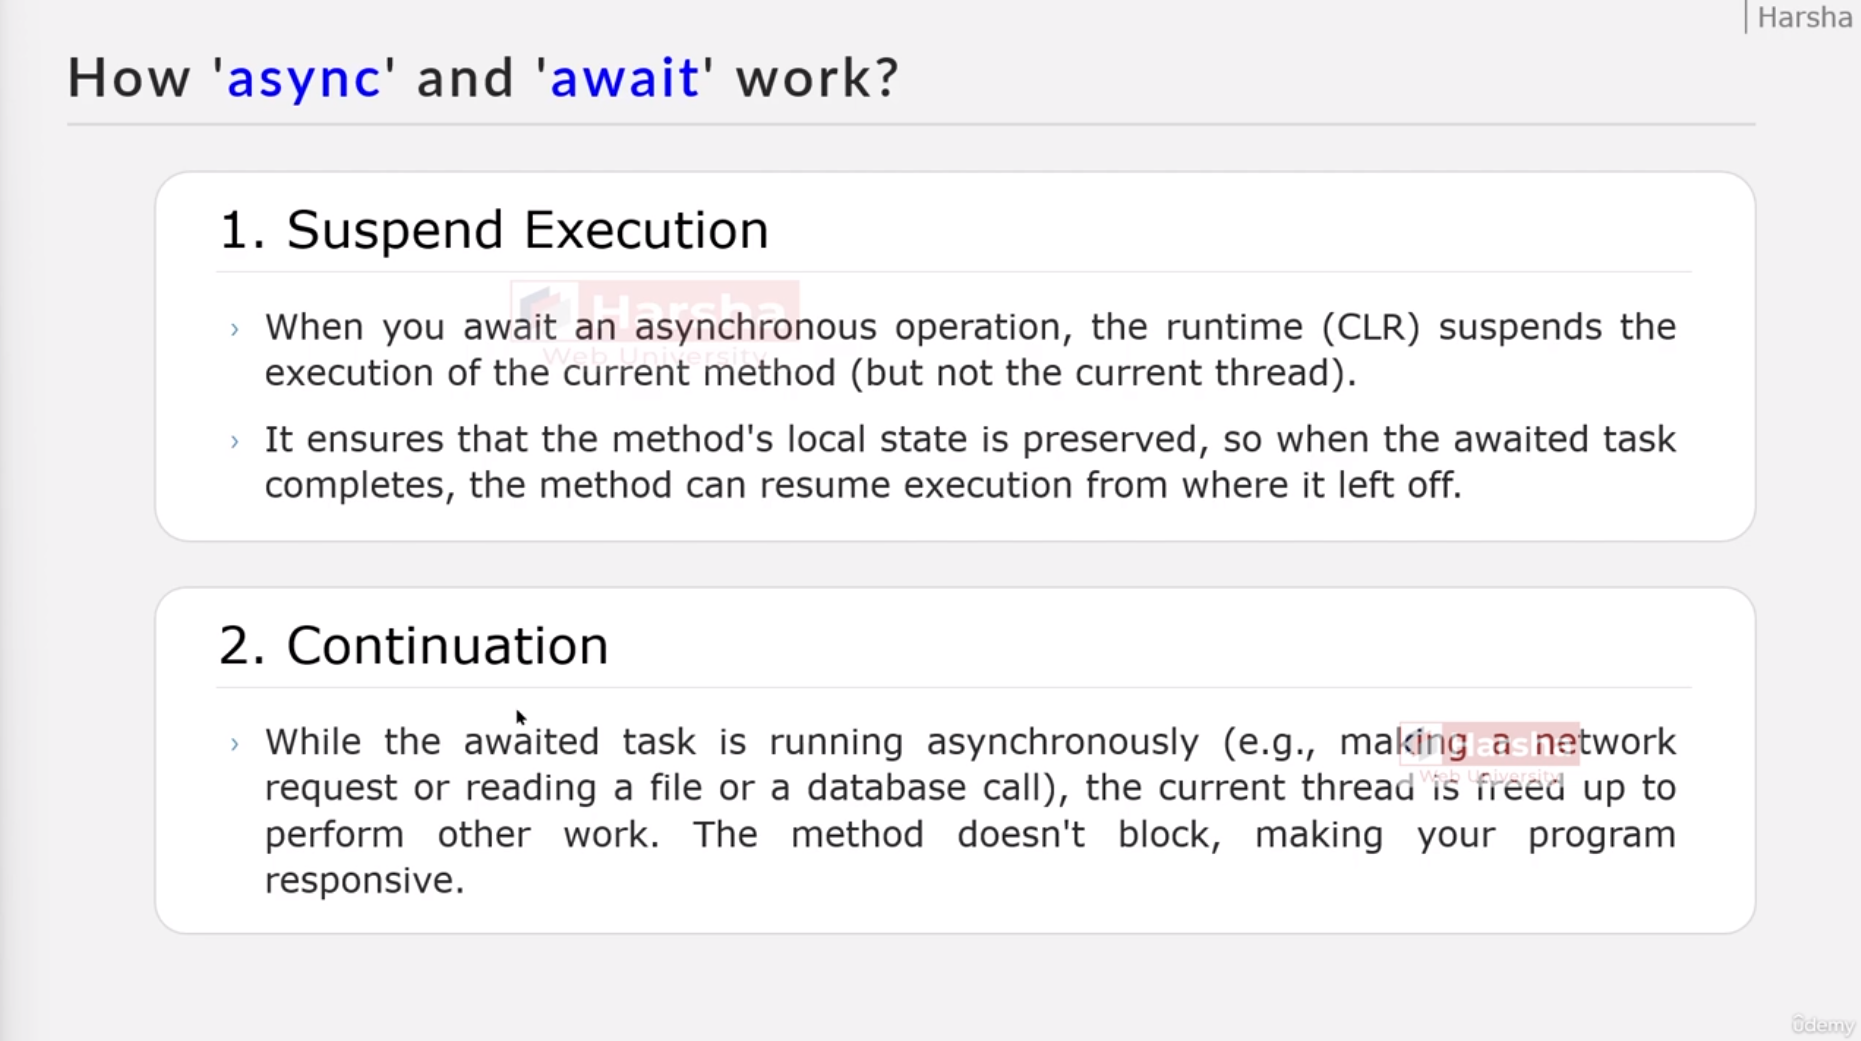 Harsha
How 'async' and 'await' work?
1. Suspend Execution
Harsha
Web University
› When you await an asynchronous operation, the runtime (CLR) suspends the
execution of the current method (but not the current thread).
› It ensures that the method's local state is preserved, so when the awaited task
completes, the method can resume execution from where it left off.
2. Continuation
› While the awaited task is running asynchronously (e.g., making a network
request or reading a file or a database call), the current thread is freed up to
perform other work. The method doesn't block, making your program
responsive.
Harsha
Web University
ûdemy